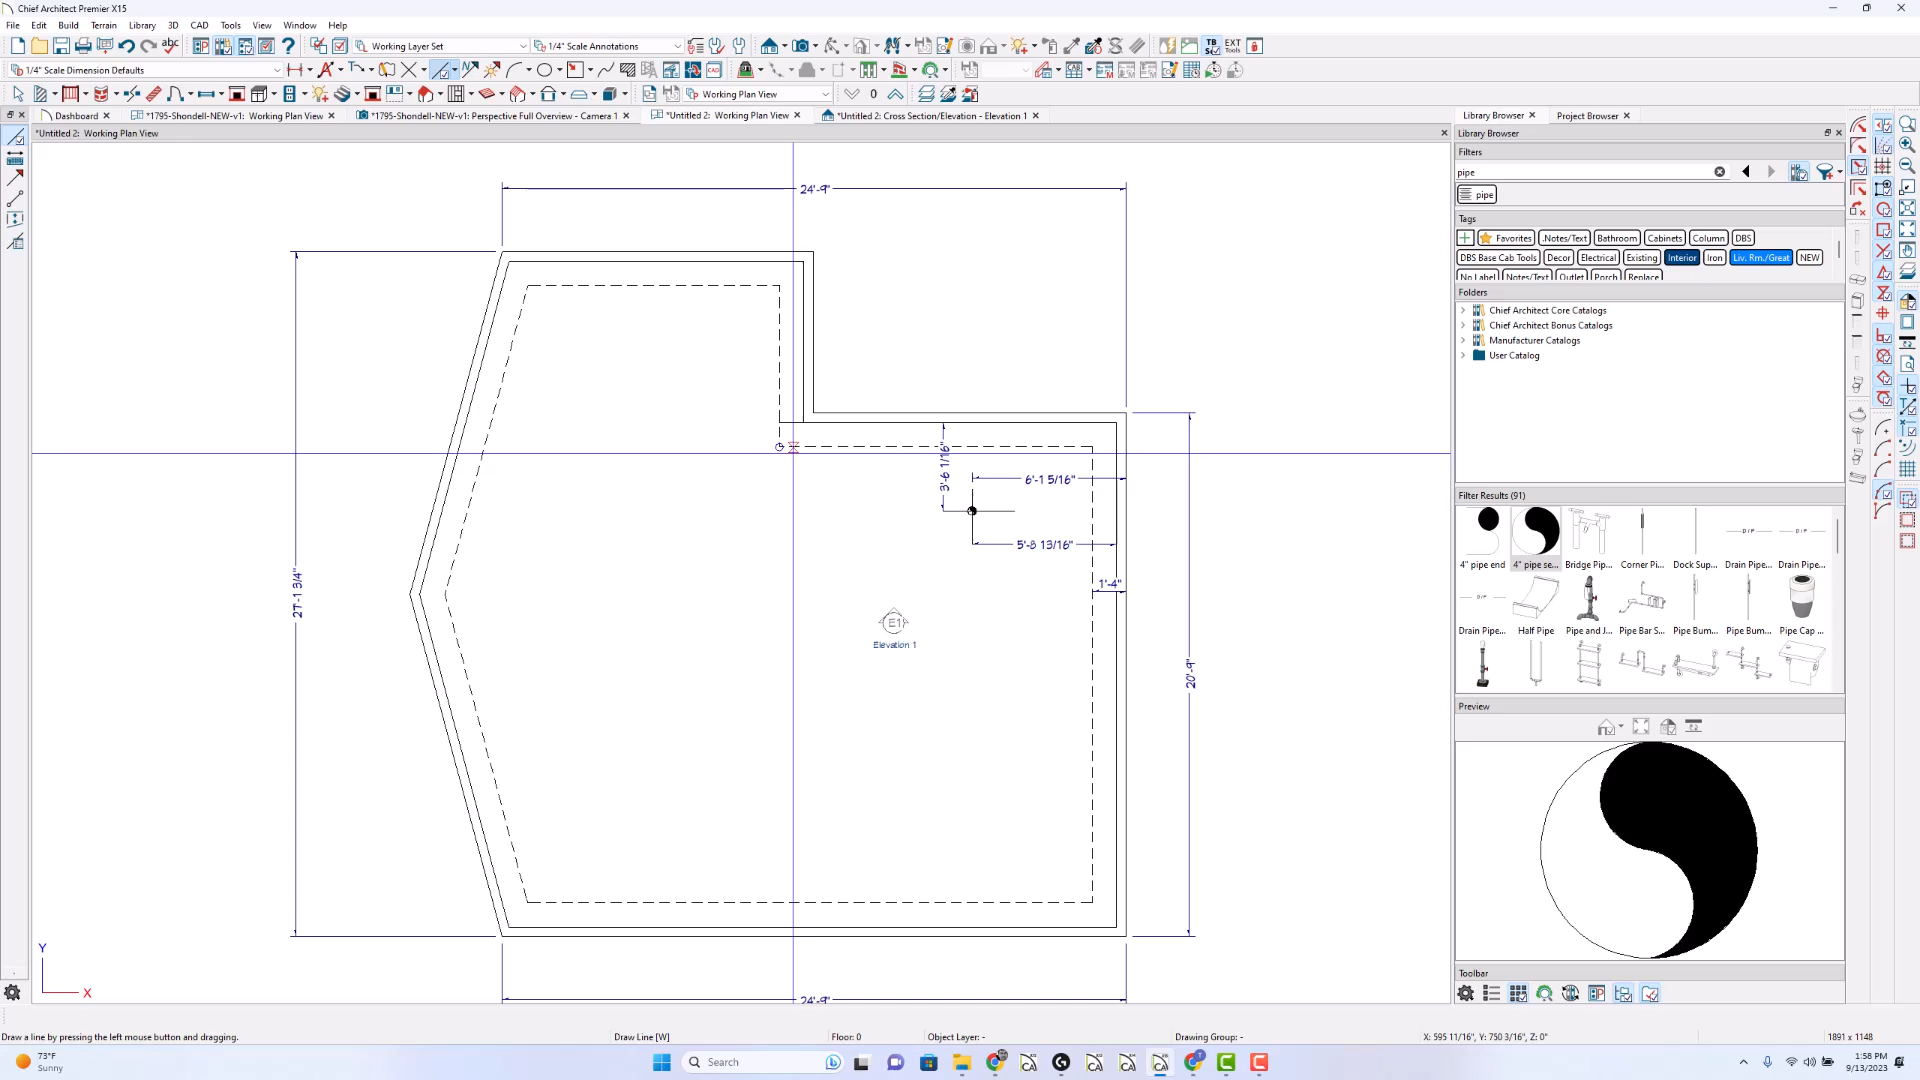 Chief Architect Premier X15
File Edit Build Terrain Library 3D CAD Tools View Window Help
Working Layer Set 1/4" Scale Annotations TB EXT Tools
1/4" Scale Dimension Defaults
Working Plan View 0
Dashboard *1795-Shondell-NEW-v1: Working Plan View *1795-Shondell-NEW-v1: Perspective Full Overview - Camera 1 *Untitled 2: Working Plan View *Untitled 2: Cross Section/Elevation - Elevation 1
*Untitled 2: Working Plan View
24'-9"
27'-1 3/4"
3'-6 1/16"
6'-1 5/16"
5'-8 13/16"
1'-4"
E1
Elevation 1
20'-9"
24'-9"
Y
X
Library Browser Project Browser
Library Browser
Filters
pipe
pipe
Tags
Favorites .Notes/Text Bathroom Cabinets Column DBS
DBS Base Cab Tools Decor Electrical Existing Interior Iron Liv. Rm./Great NEW
No Label Notes/Text Outlet Porch Replace
Folders
Chief Architect Core Catalogs
Chief Architect Bonus Catalogs
Manufacturer Catalogs
User Catalog
Filter Results (91)
4" pipe end 4" pipe se... Bridge Pip... Corner Pi... Dock Sup... Drain Pipe... Drain Pipe...
Drain Pipe... Half Pipe Pipe and J... Pipe Bar S... Pipe Bum... Pipe Bum... Pipe Cap ...
Preview
Toolbar
Draw a line by pressing the left mouse button and dragging. Draw Line [W] Floor: 0 Object Layer: - Drawing Group: - X: 595 11/16", Y: 750 3/16", Z: 0" 1891 x 1148
73°F
Sunny
Search
1:58 PM
9/13/2023